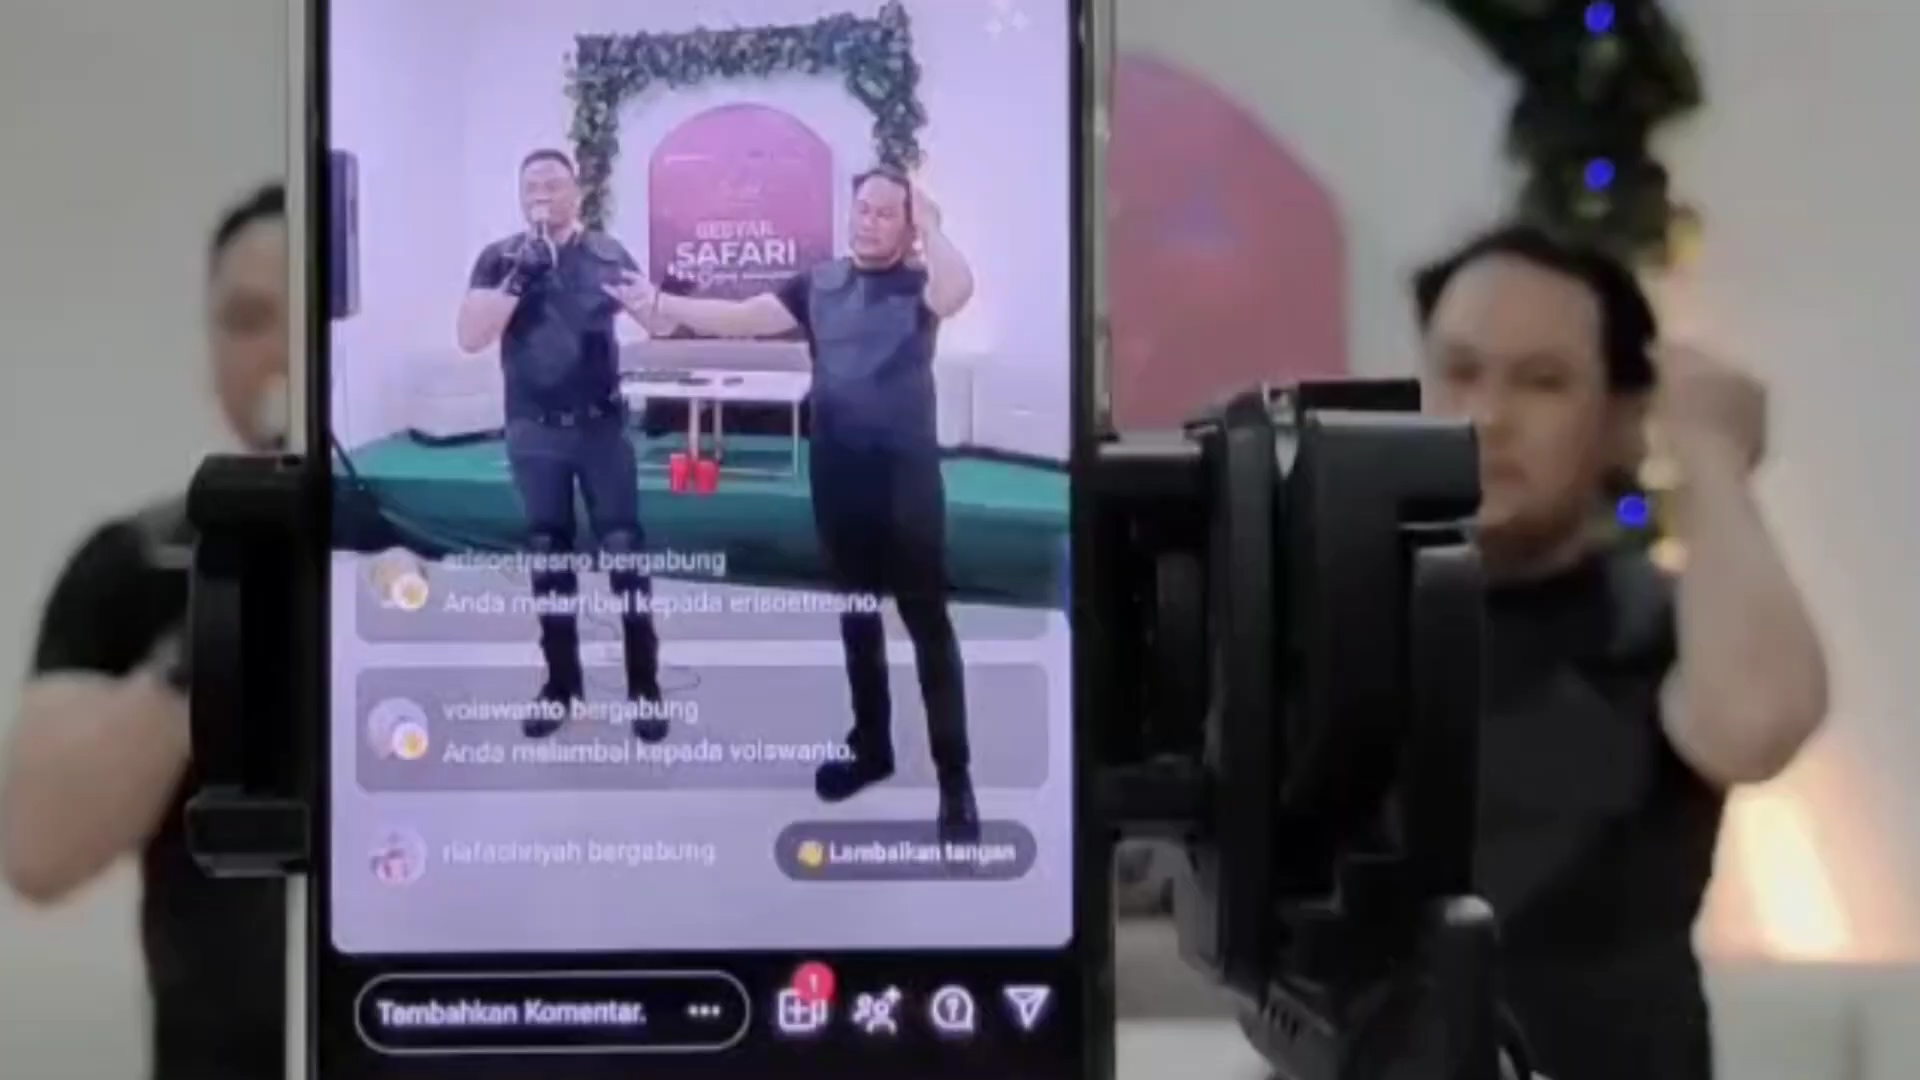 GEBYAR
SAFARI
erisoetresno bergabung
Anda melambai kepada erisoetresno.
voiswanto bergabung
Anda melambai kepada voiswanto.
riafachriyah bergabung
👋 Lambaikan tangan
Tambahkan Komentar.
1